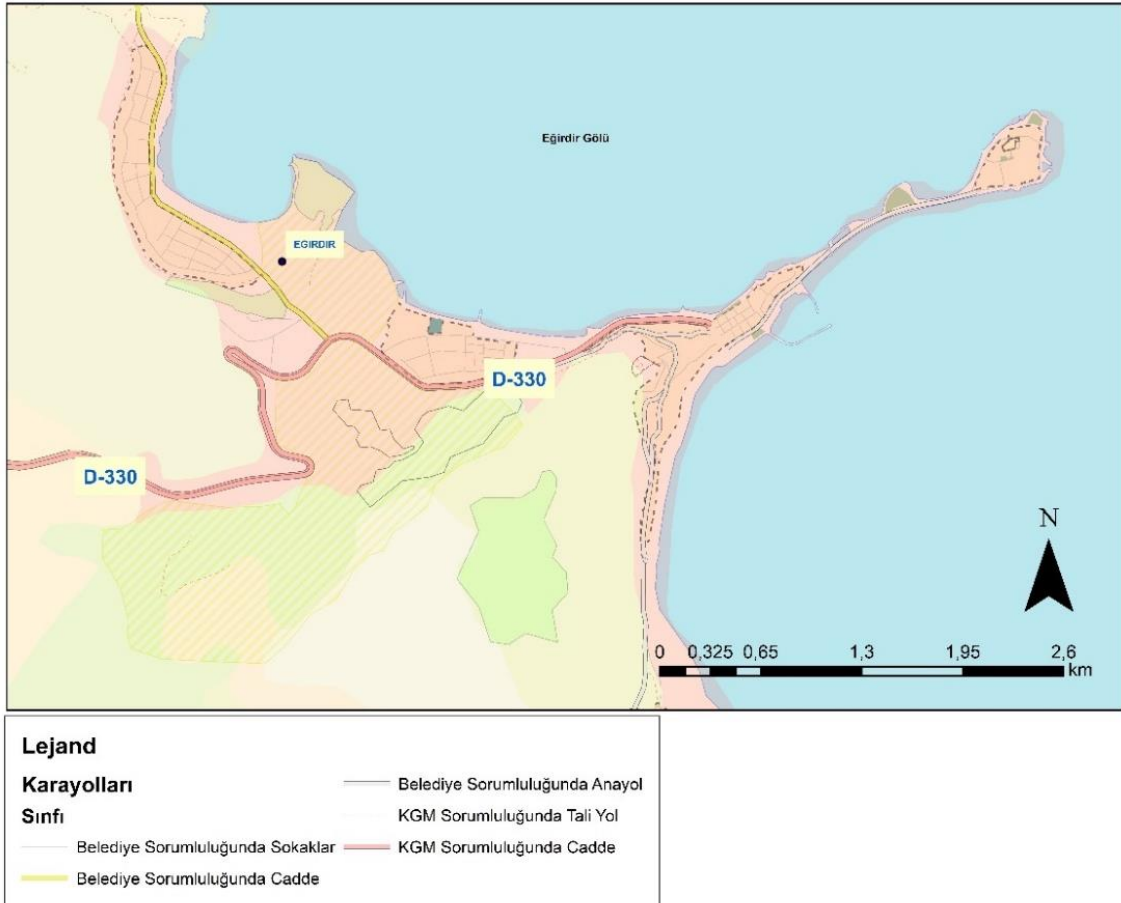 Eğirdir Gölü
EGIRDIR
D-330
D-330
N
0 0,325 0,65 1,3 1,95 2,6
km
Lejand
Karayolları
Sınfı
Belediye Sorumluluğunda Sokaklar
Belediye Sorumluluğunda Cadde
Belediye Sorumluluğunda Anayol
KGM Sorumluluğunda Tali Yol
KGM Sorumluluğunda Cadde